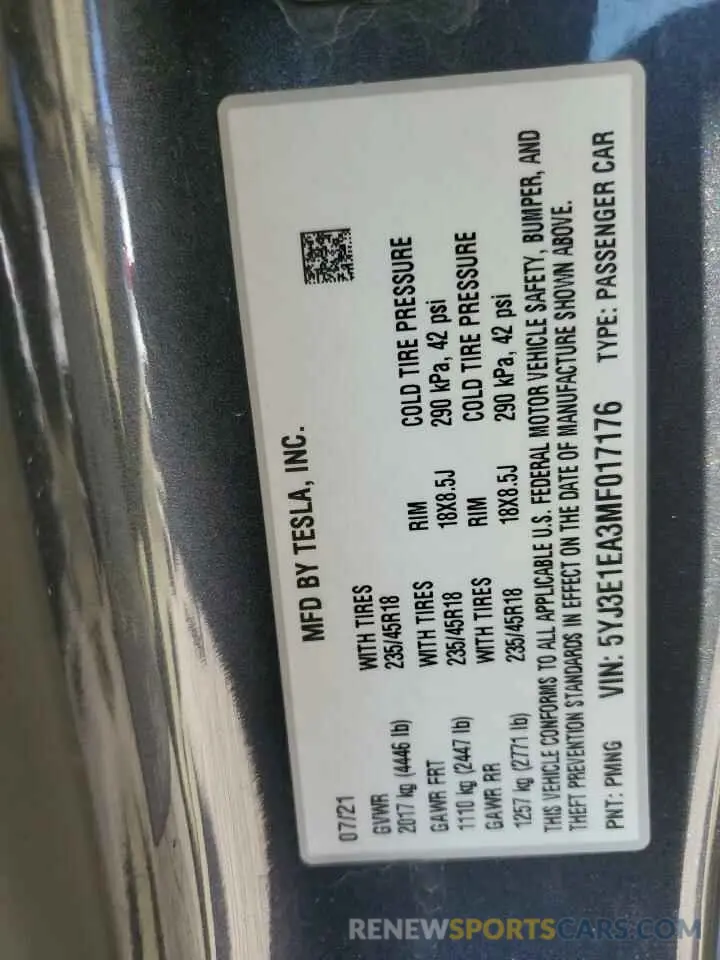 MFD BY TESLA, INC.
07/21
GVWR WITH TIRES
2017 kg (4446 lb) 235/45R18 RIM COLD TIRE PRESSURE
GAWR FRT WITH TIRES 18X8.5J 290 kPa, 42 psi
1110 kg (2447 lb) 235/45R18 RIM COLD TIRE PRESSURE
GAWR RR WITH TIRES 18X8.5J 290 kPa, 42 psi
1257 kg (2771 lb) 235/45R18
THIS VEHICLE CONFORMS TO ALL APPLICABLE U.S. FEDERAL MOTOR VEHICLE SAFETY, BUMPER, AND
THEFT PREVENTION STANDARDS IN EFFECT ON THE DATE OF MANUFACTURE SHOWN ABOVE.
PNT: PMNG VIN: 5YJ3E1EA3MF017176 TYPE: PASSENGER CAR
RENEWSPORTSCARS.COM